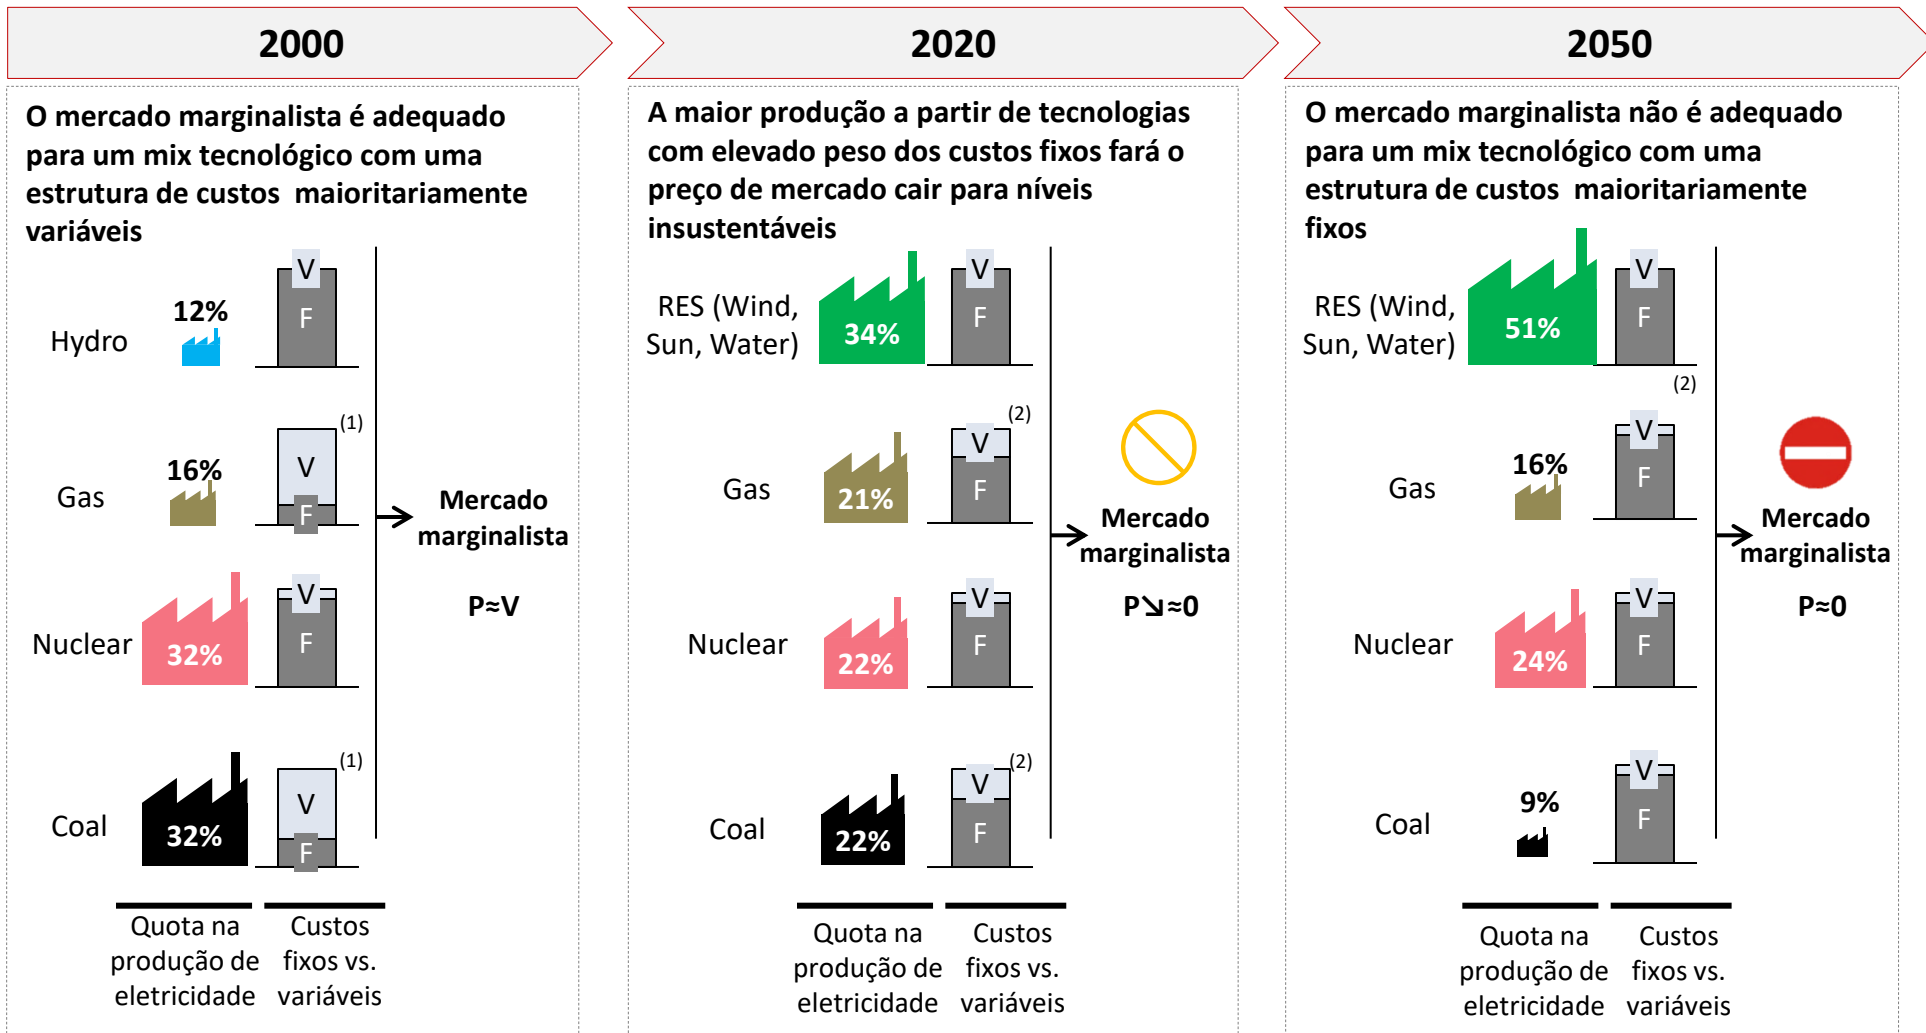 2000
O mercado marginalista é adequado
para um mix tecnológico com uma
estrutura de custos maioritariamente
variáveis
Hydro
12%
V
F
Gas
16%
(1)
V
F
Nuclear
32%
V
F
Coal
32%
(1)
V
F
Mercado
marginalista
P≈V
Quota na
produção de
eletricidade
Custos
fixos vs.
variáveis
2020
A maior produção a partir de tecnologias
com elevado peso dos custos fixos fará o
preço de mercado cair para níveis
insustentáveis
RES (Wind,
Sun, Water)
34%
V
F
Gas
21%
(2)
V
F
Nuclear
22%
V
F
Coal
22%
(2)
V
F
Mercado
marginalista
P↘≈0
Quota na
produção de
eletricidade
Custos
fixos vs.
variáveis
2050
O mercado marginalista não é adequado
para um mix tecnológico com uma
estrutura de custos maioritariamente
fixos
RES (Wind,
Sun, Water)
51%
V
F
(2)
Gas
16%
V
F
Nuclear
24%
V
F
Coal
9%
V
F
Mercado
marginalista
P≈0
Quota na
produção de
eletricidade
Custos
fixos vs.
variáveis